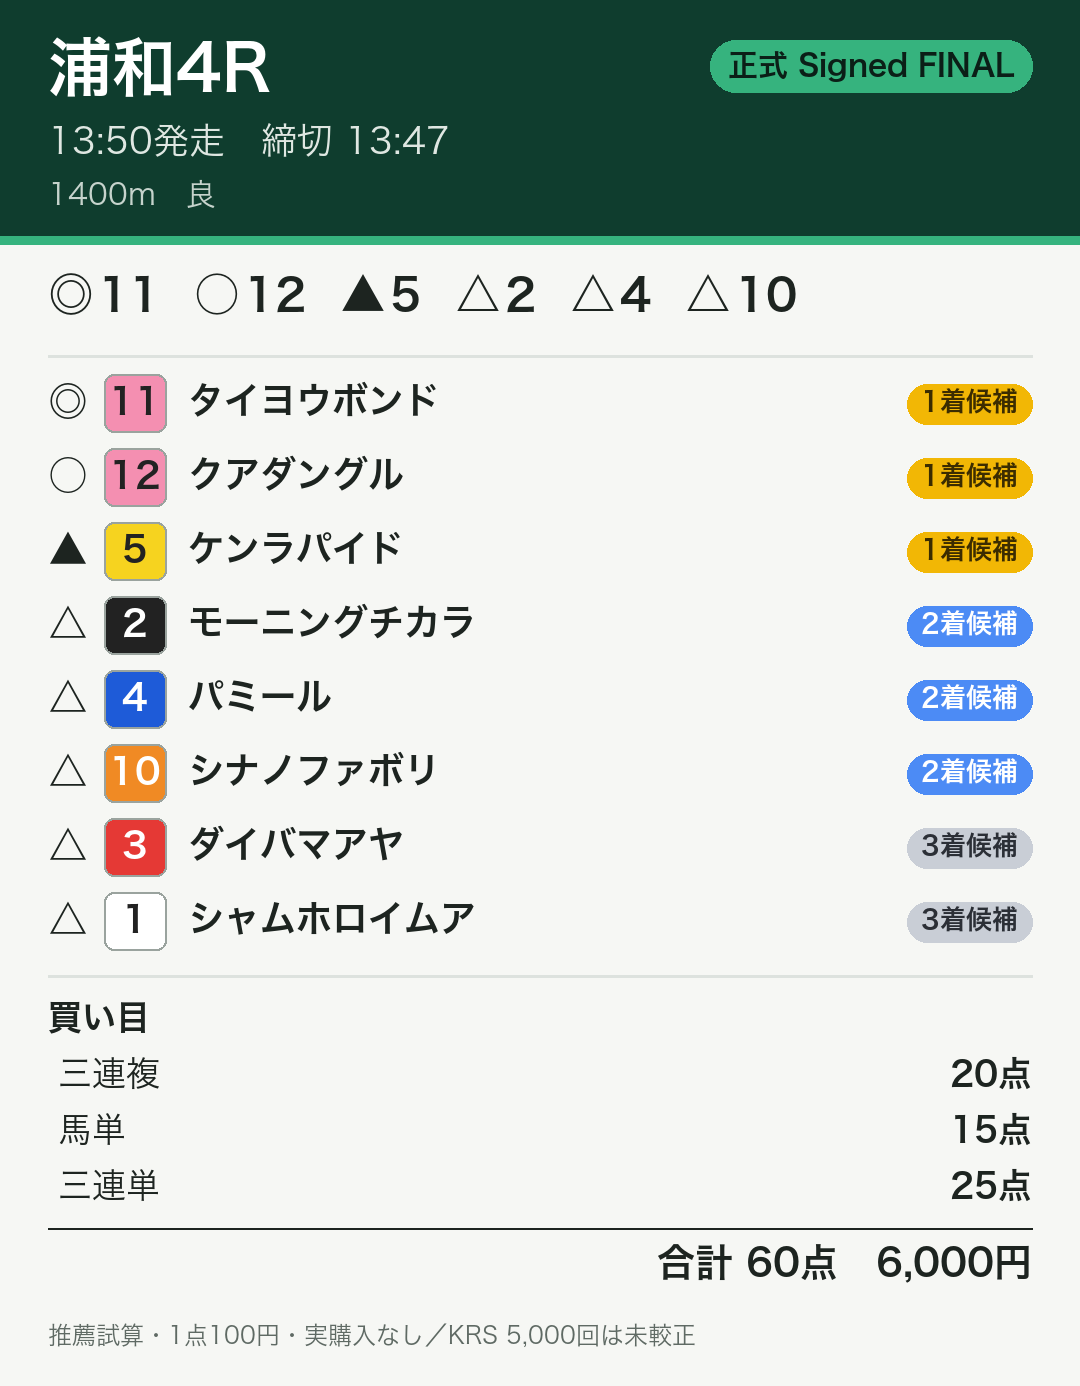 浦和4R
正式 Signed FINAL
13:50発走　締切 13:47
1400m　良
◎11 ○12 ▲5 △2 △4 △10
◎ 11 タイヨウボンド 1着候補
○ 12 クアダングル 1着候補
▲ 5 ケンラパイド 1着候補
△ 2 モーニングチカラ 2着候補
△ 4 パミール 2着候補
△ 10 シナノファボリ 2着候補
△ 3 ダイバマアヤ 3着候補
△ 1 シャムホロイムア 3着候補
買い目
三連複 20点
馬単 15点
三連単 25点
合計 60点　6,000円
推薦試算・1点100円・実購入なし／KRS 5,000回は未較正